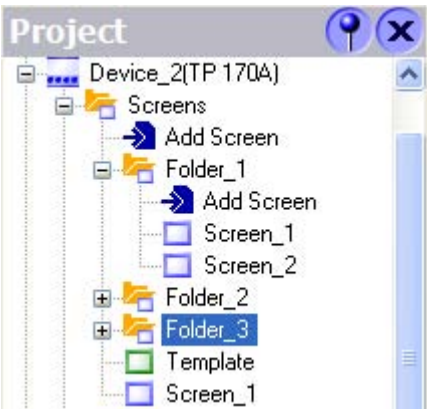 Project
Device_2(TP 170A)
Screens
Add Screen
Folder_1
Add Screen
Screen_1
Screen_2
Folder_2
Folder_3
Template
Screen_1